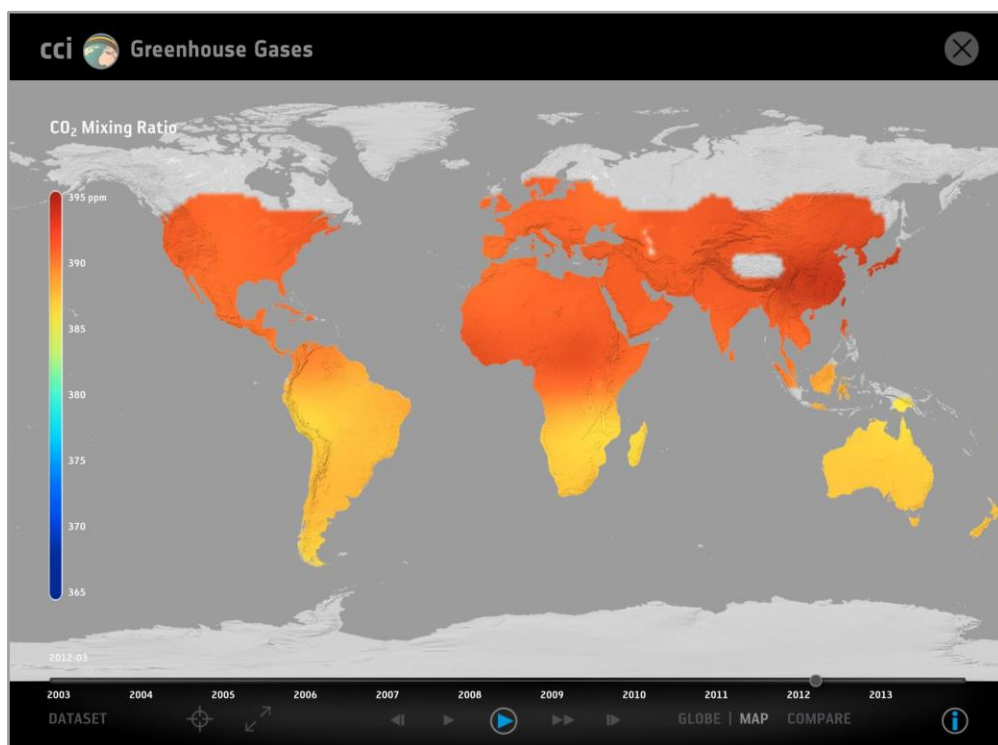 cci Greenhouse Gases
CO₂ Mixing Ratio
395 ppm
390
385
380
375
370
365
2012-03
2003 2004 2005 2006 2007 2008 2009 2010 2011 2012 2013
DATASET GLOBE | MAP COMPARE i